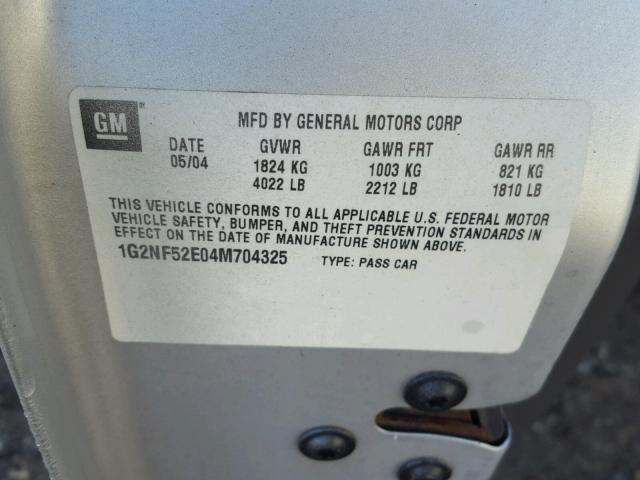 GM ®
MFD BY GENERAL MOTORS CORP
DATE GVWR GAWR FRT GAWR RR
05/04 1824 KG 1003 KG 821 KG
4022 LB 2212 LB 1810 LB
THIS VEHICLE CONFORMS TO ALL APPLICABLE U.S. FEDERAL MOTOR
VEHICLE SAFETY, BUMPER, AND THEFT PREVENTION STANDARDS IN
EFFECT ON THE DATE OF MANUFACTURE SHOWN ABOVE.
1G2NF52E04M704325 TYPE: PASS CAR